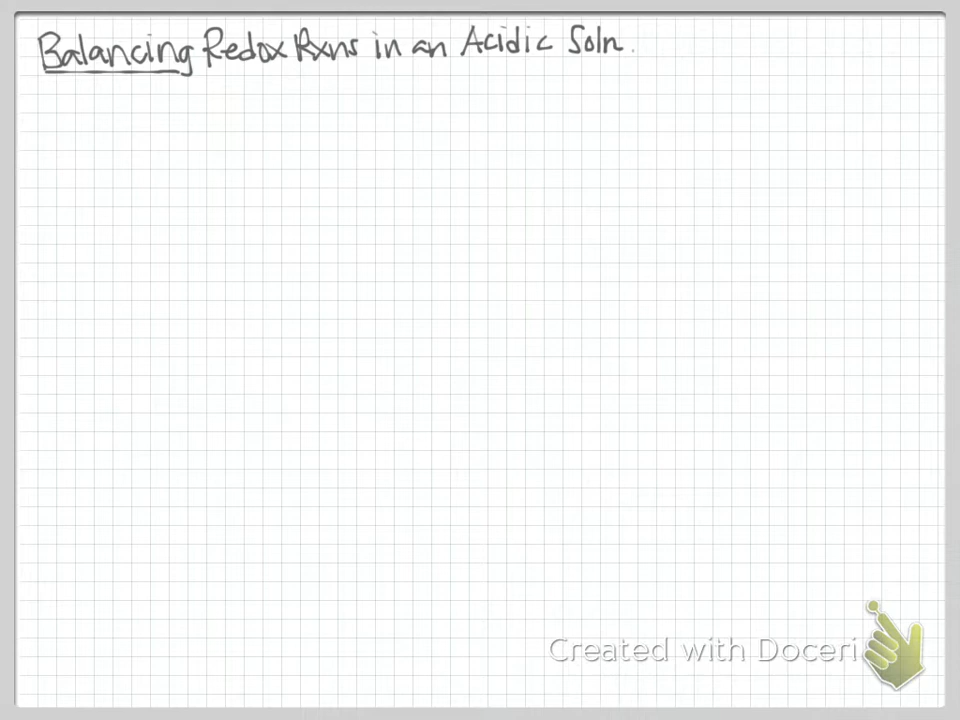 Balancing Redox Rxns in an Acidic Soln.
Created with Doceri